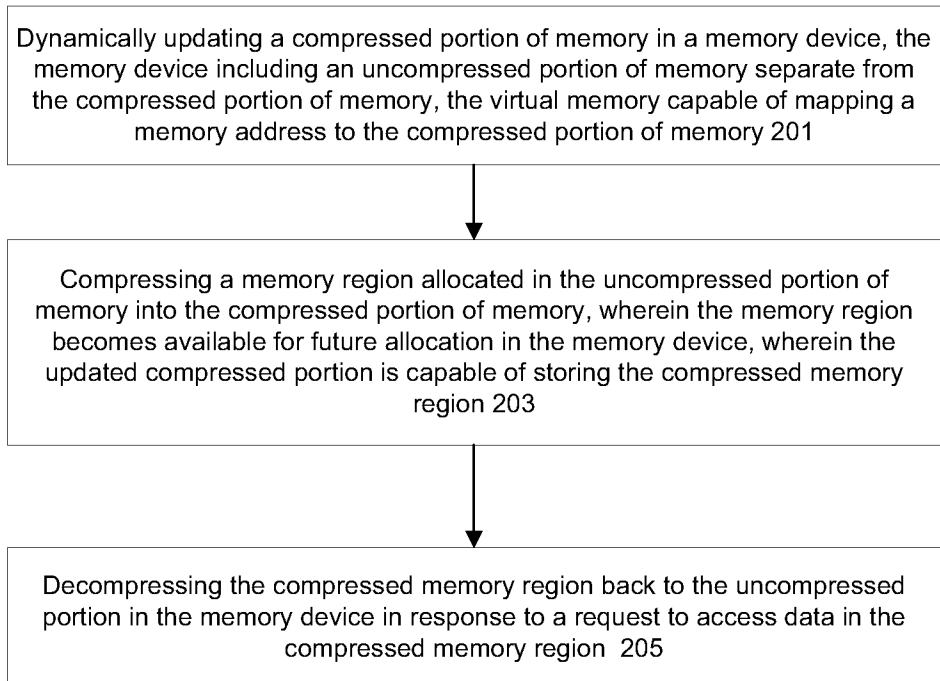 Dynamically updating a compressed portion of memory in a memory device, the
memory device including an uncompressed portion of memory separate from
the compressed portion of memory, the virtual memory capable of mapping a
memory address to the compressed portion of memory 201
Compressing a memory region allocated in the uncompressed portion of
memory into the compressed portion of memory, wherein the memory region
becomes available for future allocation in the memory device, wherein the
updated compressed portion is capable of storing the compressed memory
region 203
Decompressing the compressed memory region back to the uncompressed
portion in the memory device in response to a request to access data in the
compressed memory region 205